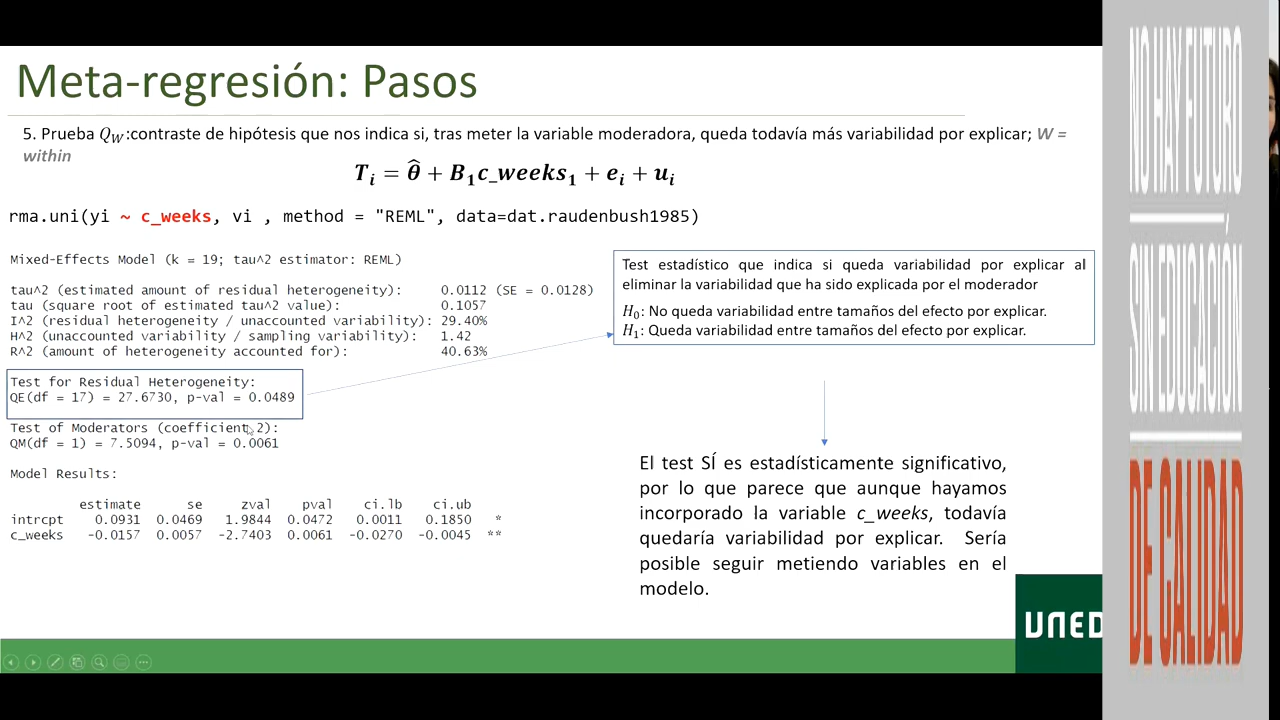 Meta-regresión: Pasos
5. Prueba Q_W:contraste de hipótesis que nos indica si, tras meter la variable moderadora, queda todavía más variabilidad por explicar; W =
within
T_i = θ̂ + B_1c_weeks_1 + e_i + u_i
rma.uni(yi ~ c_weeks, vi , method = "REML", data=dat.raudenbush1985)
Mixed-Effects Model (k = 19; tau^2 estimator: REML)
tau^2 (estimated amount of residual heterogeneity): 0.0112 (SE = 0.0128)
tau (square root of estimated tau^2 value): 0.1057
I^2 (residual heterogeneity / unaccounted variability): 29.40%
H^2 (unaccounted variability / sampling variability): 1.42
R^2 (amount of heterogeneity accounted for): 40.63%
Test for Residual Heterogeneity:
QE(df = 17) = 27.6730, p-val = 0.0489
Test of Moderators (coefficient 2):
QM(df = 1) = 7.5094, p-val = 0.0061
Model Results:
estimate se zval pval ci.lb ci.ub
intrcpt 0.0931 0.0469 1.9844 0.0472 0.0011 0.1850 *
c_weeks -0.0157 0.0057 -2.7403 0.0061 -0.0270 -0.0045 **
Test estadístico que indica si queda variabilidad por explicar al
eliminar la variabilidad que ha sido explicada por el moderador
H_0: No queda variabilidad entre tamaños del efecto por explicar.
H_1: Queda variabilidad entre tamaños del efecto por explicar.
El test SÍ es estadísticamente significativo,
por lo que parece que aunque hayamos
incorporado la variable c_weeks, todavía
quedaría variabilidad por explicar. Sería
posible seguir metiendo variables en el
modelo.
UNED
NO HAY FUTURO
SIN EDUCACIÓN
DE CALIDAD